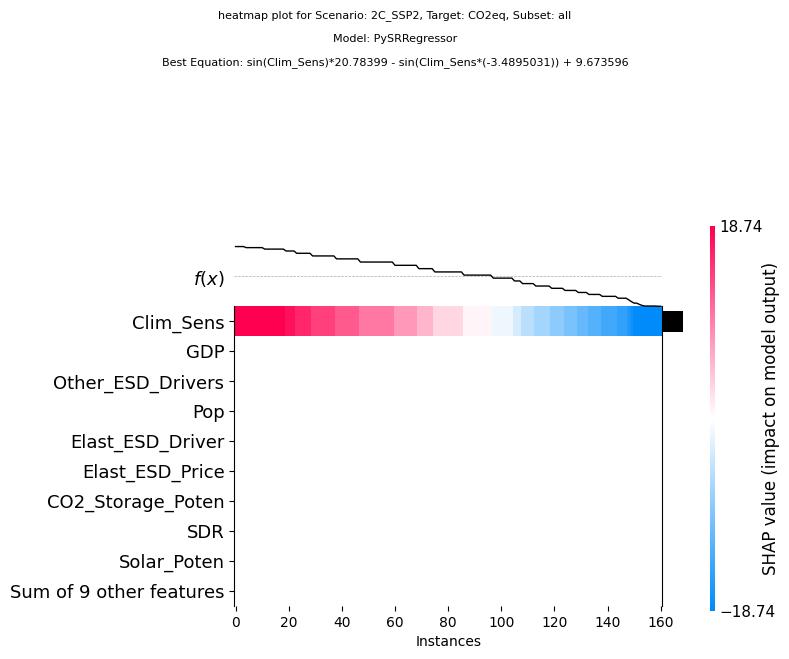 heatmap plot for Scenario: 2C_SSP2, Target: CO2eq, Subset: all
Model: PySRRegressor
Best Equation: sin(Clim_Sens)*20.78399 - sin(Clim_Sens*(-3.4895031)) + 9.673596
f(x)
Clim_Sens
GDP
Other_ESD_Drivers
Pop
Elast_ESD_Driver
Elast_ESD_Price
CO2_Storage_Poten
SDR
Solar_Poten
Sum of 9 other features
0 20 40 60 80 100 120 140 160
Instances
18.74
−18.74
SHAP value (impact on model output)